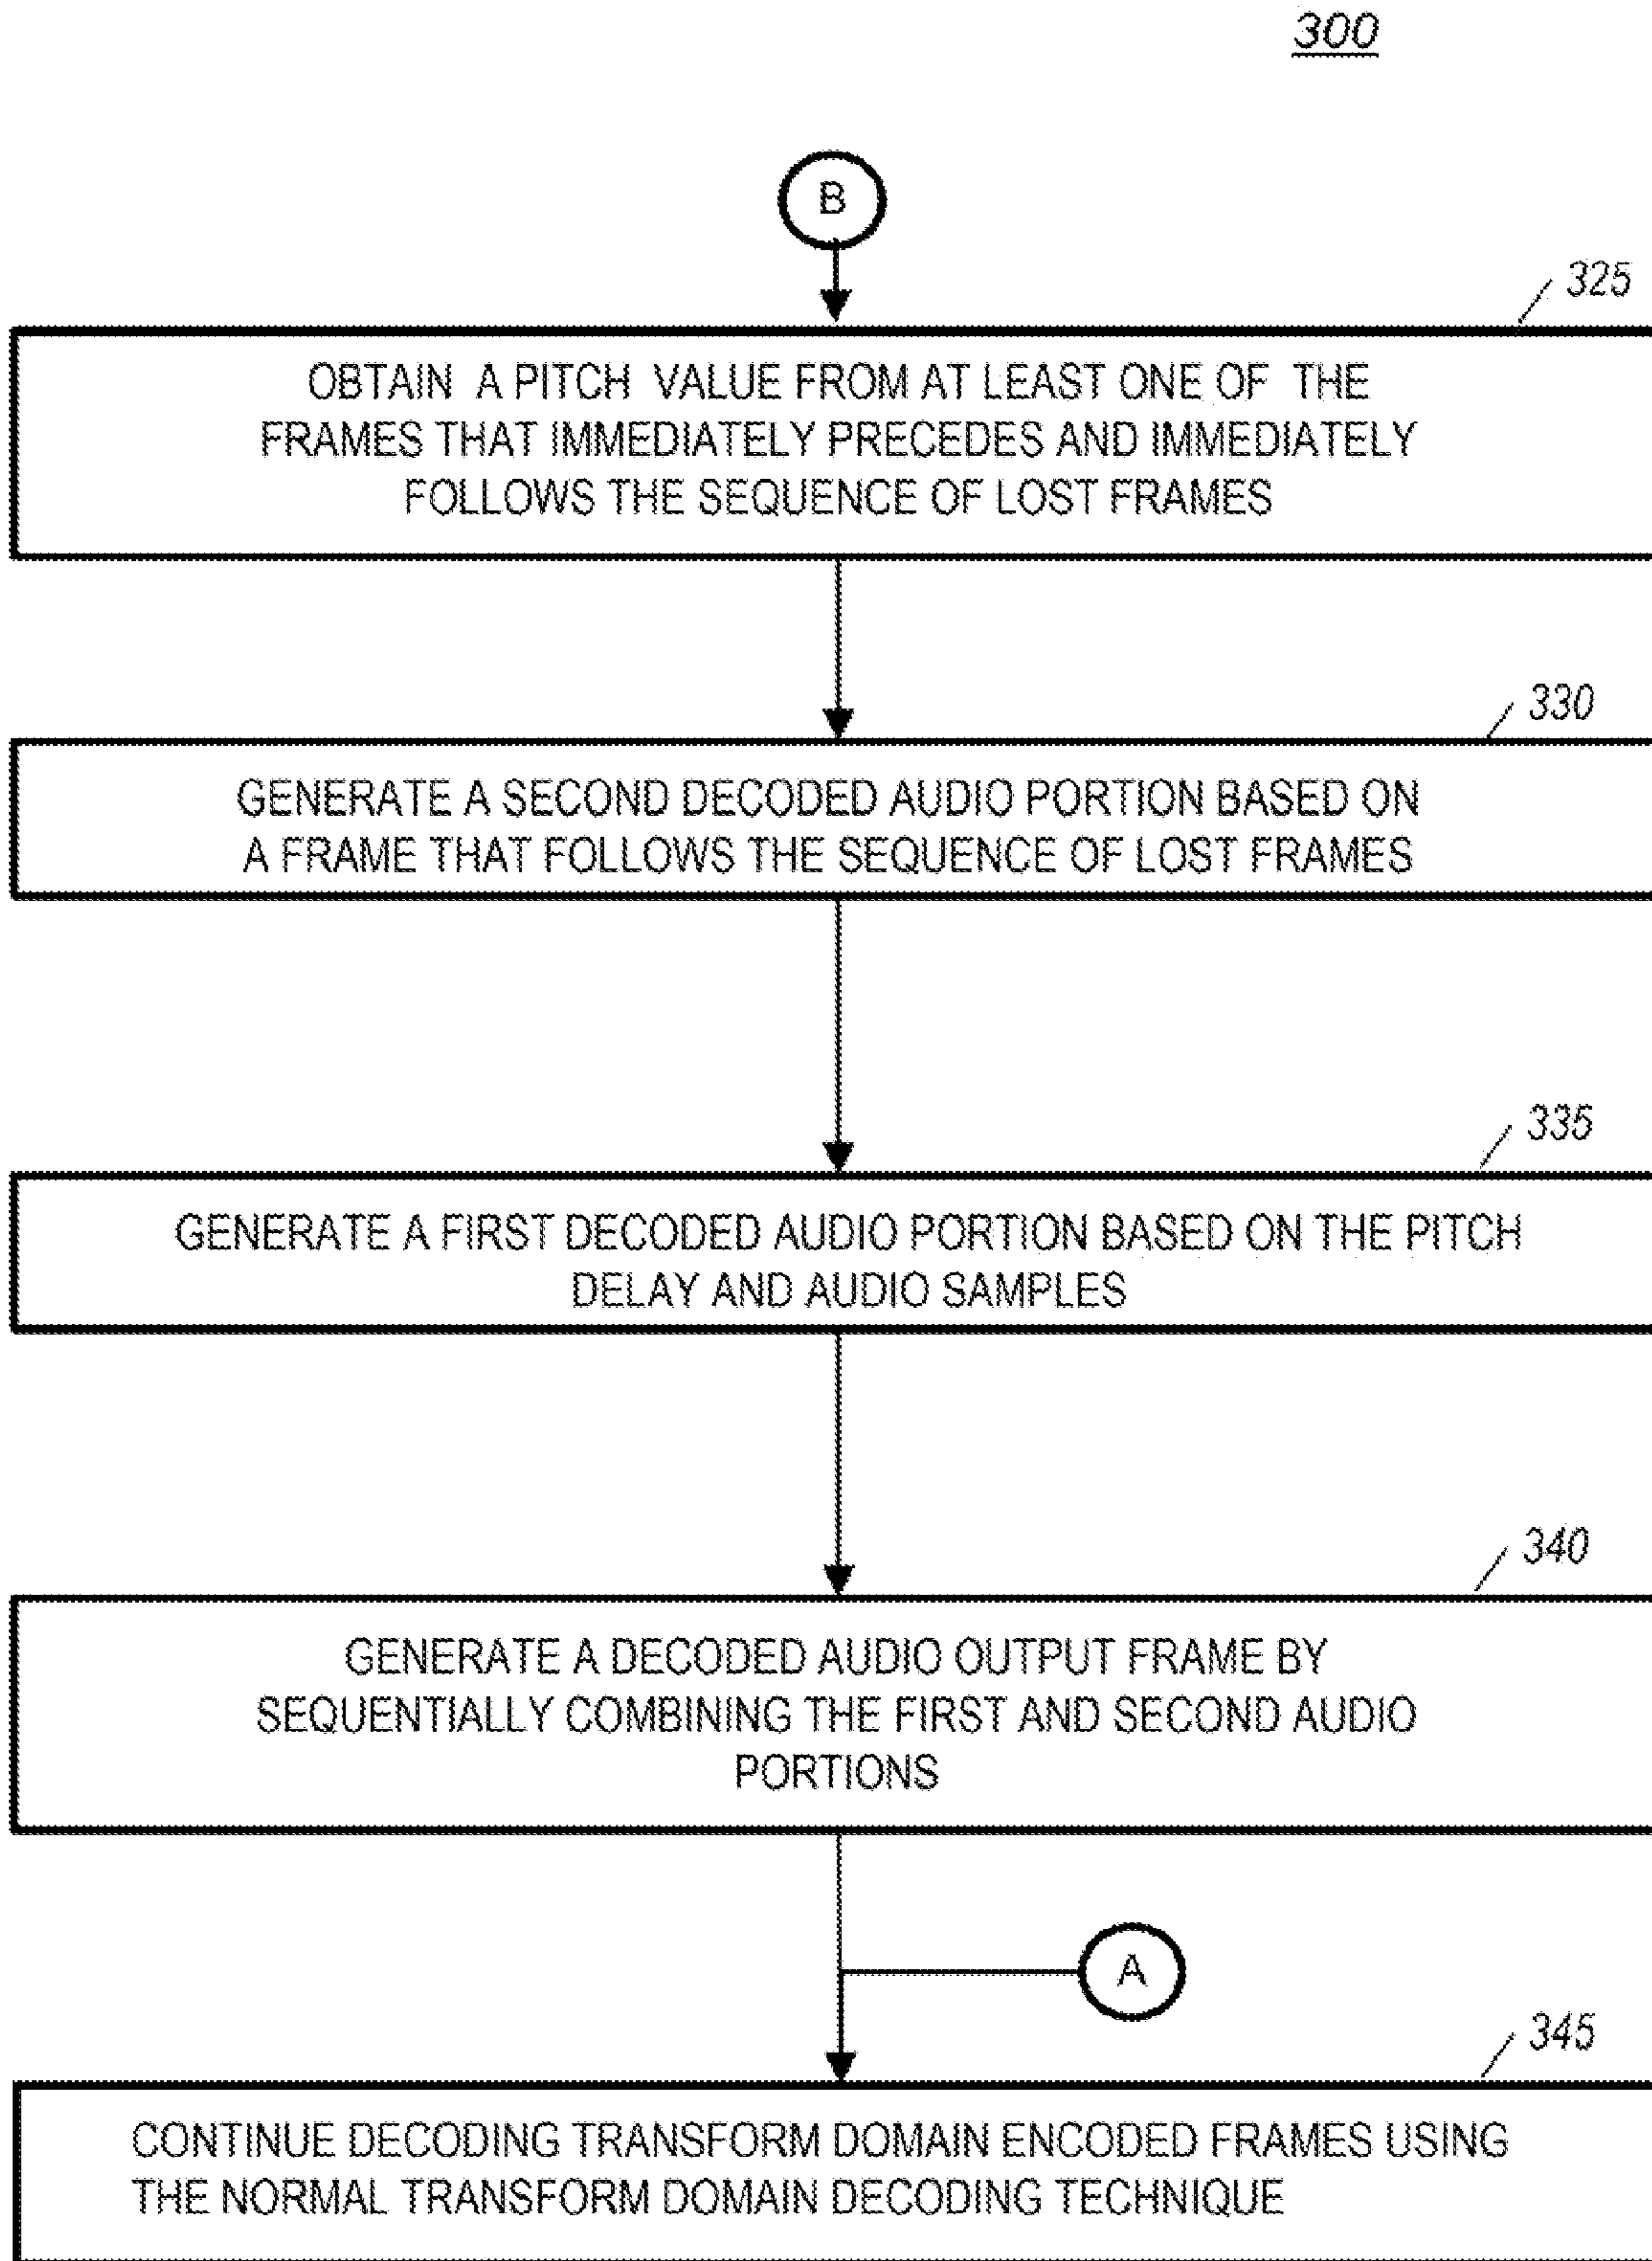 300
B
325
OBTAIN A PITCH VALUE FROM AT LEAST ONE OF THE
FRAMES THAT IMMEDIATELY PRECEDES AND IMMEDIATELY
FOLLOWS THE SEQUENCE OF LOST FRAMES
330
GENERATE A SECOND DECODED AUDIO PORTION BASED ON
A FRAME THAT FOLLOWS THE SEQUENCE OF LOST FRAMES
335
GENERATE A FIRST DECODED AUDIO PORTION BASED ON THE PITCH
DELAY AND AUDIO SAMPLES
340
GENERATE A DECODED AUDIO OUTPUT FRAME BY
SEQUENTIALLY COMBINING THE FIRST AND SECOND AUDIO
PORTIONS
A
345
CONTINUE DECODING TRANSFORM DOMAIN ENCODED FRAMES USING
THE NORMAL TRANSFORM DOMAIN DECODING TECHNIQUE